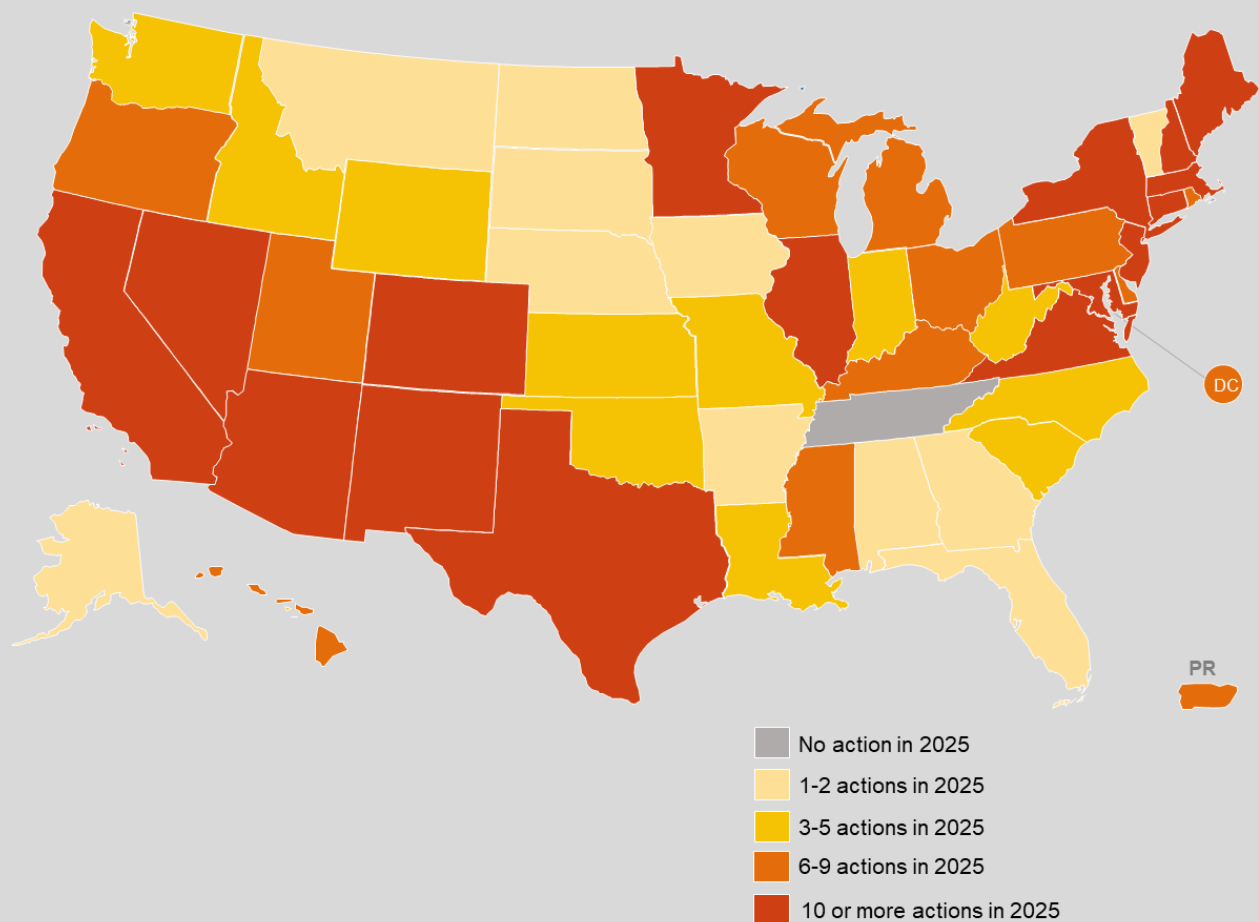 DC
PR
No action in 2025
1-2 actions in 2025
3-5 actions in 2025
6-9 actions in 2025
10 or more actions in 2025